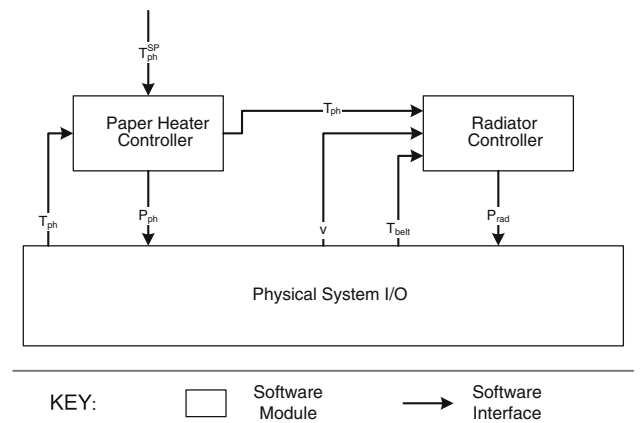 T_ph^SP
Paper Heater
Controller
T_ph
Radiator
Controller
T_ph
P_ph
v
T_belt
P_rad
Physical System I/O
KEY:
Software
Module
Software
Interface